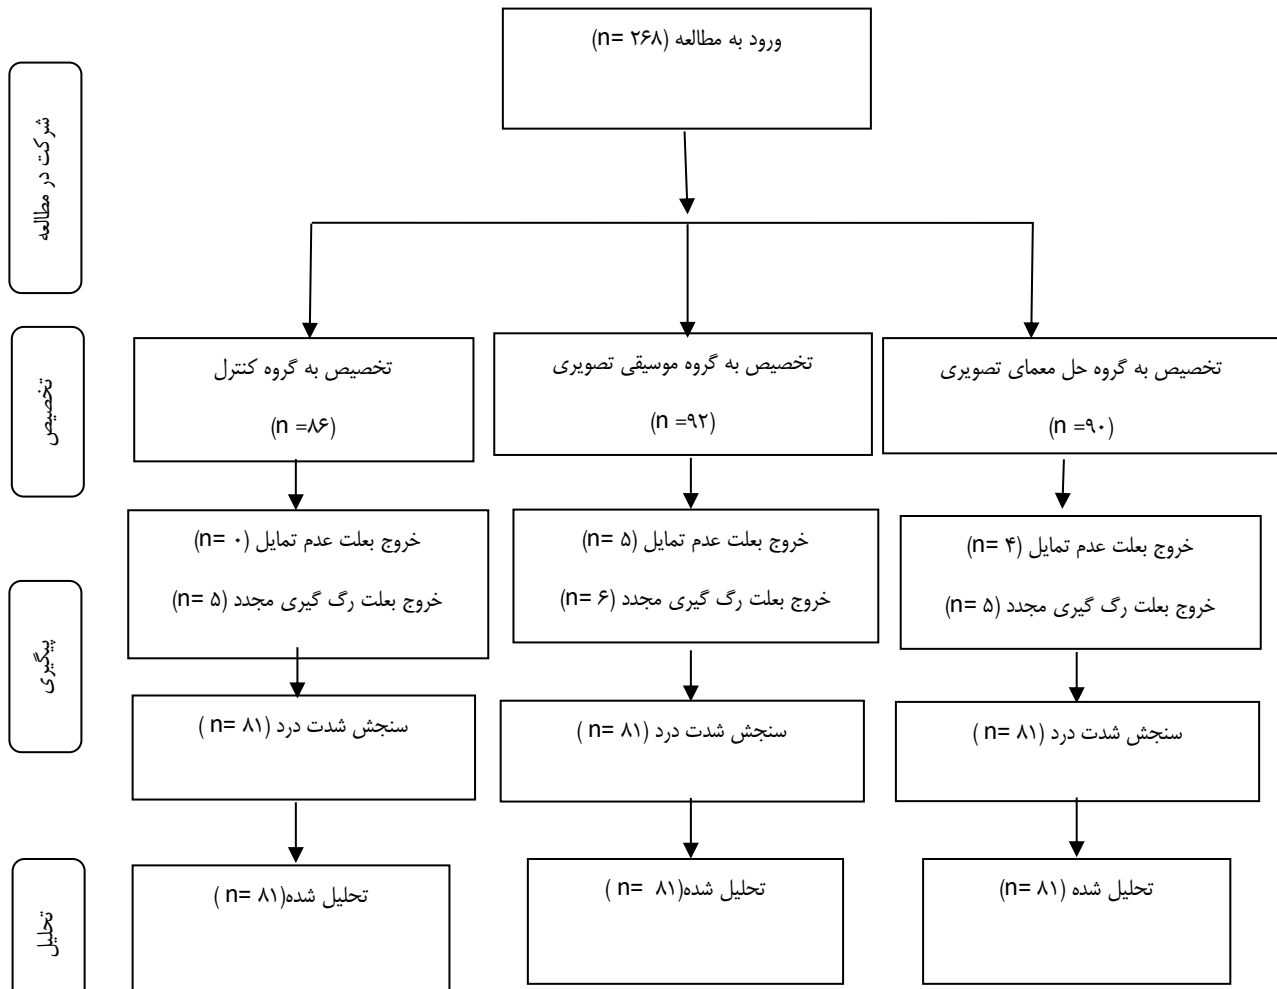 ورود به مطالعه (n= ۲۶۸)
شرکت در مطالعه
تخصیص
تخصیص به گروه حل معمای تصویری
(n =۹۰)
تخصیص به گروه موسیقی تصویری
(n =۹۲)
تخصیص به گروه کنترل
(n =۸۶)
پیگیری
خروج بعلت عدم تمایل (n= ۴)
خروج بعلت رگ گیری مجدد (n= ۵)
خروج بعلت عدم تمایل (n= ۵)
خروج بعلت رگ گیری مجدد (n= ۶)
خروج بعلت عدم تمایل (n= ۰)
خروج بعلت رگ گیری مجدد (n= ۵)
سنجش شدت درد (n= ۸۱ )
سنجش شدت درد (n= ۸۱ )
سنجش شدت درد (n= ۸۱ )
تحلیل
تحلیل شده (n= ۸۱)
تحلیل شده(n= ۸۱ )
تحلیل شده(n= ۸۱ )